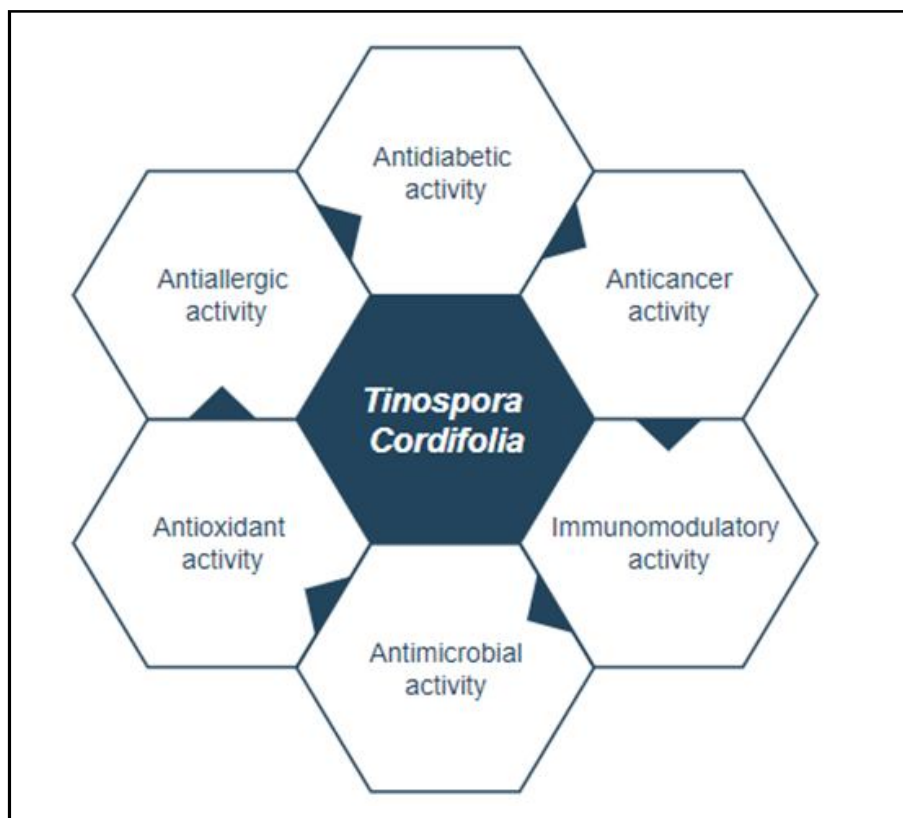 Antidiabetic
activity
Antiallergic
activity
Anticancer
activity
Tinospora
Cordifolia
Antioxidant
activity
Immunomodulatory
activity
Antimicrobial
activity